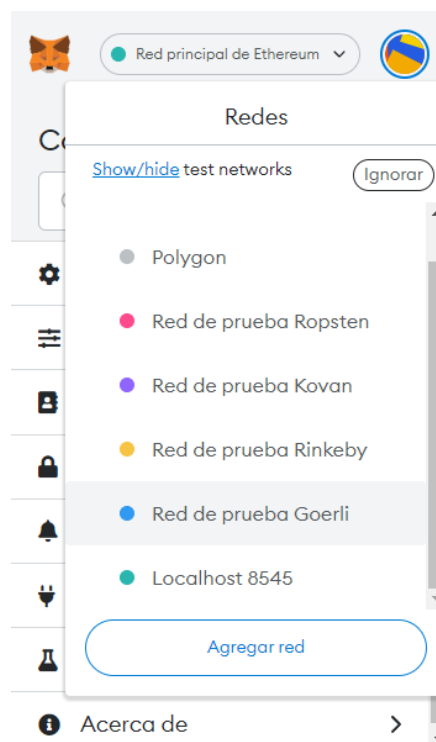 Red principal de Ethereum
Redes
Co
Show/hide test networks
Ignorar
Polygon
Red de prueba Ropsten
Red de prueba Kovan
Red de prueba Rinkeby
Red de prueba Goerli
Localhost 8545
Agregar red
Acerca de